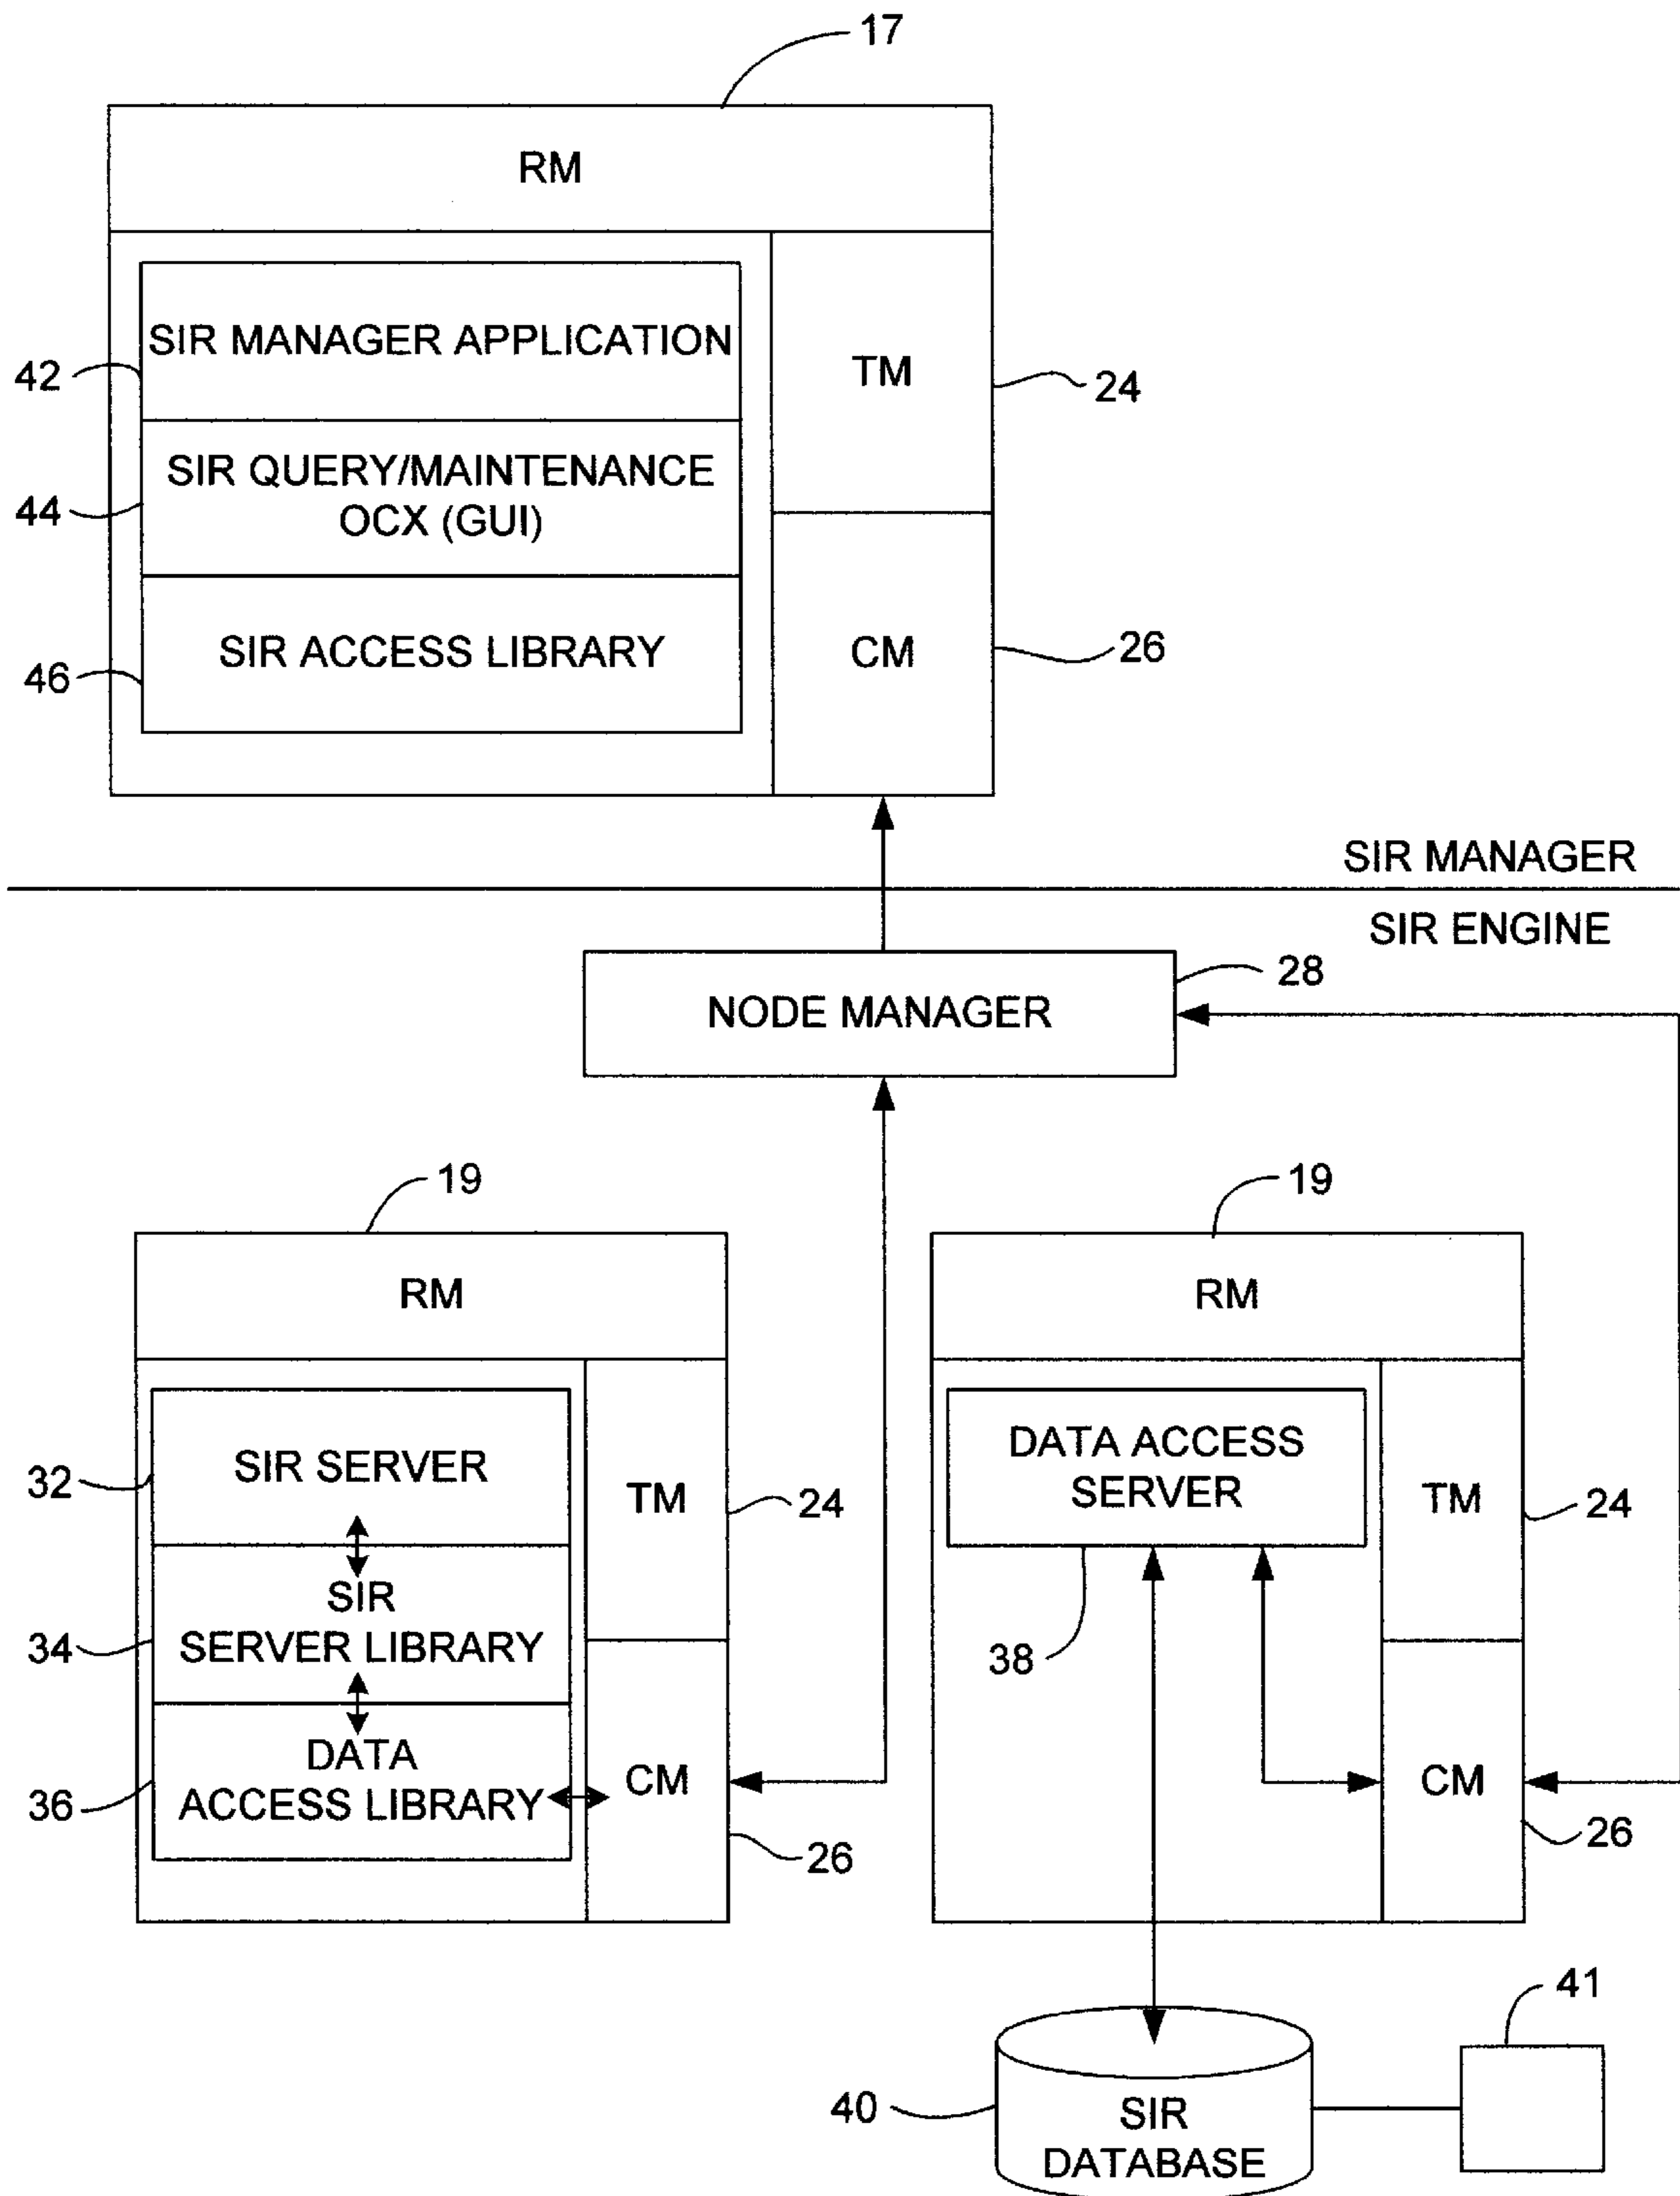 17
RM
SIR MANAGER APPLICATION
42
TM
24
SIR QUERY/MAINTENANCE
OCX (GUI)
44
SIR ACCESS LIBRARY
46
CM
26
SIR MANAGER
SIR ENGINE
28
NODE MANAGER
19
RM
SIR SERVER
32
TM
24
SIR
SERVER LIBRARY
34
DATA
ACCESS LIBRARY
36
CM
26
19
RM
DATA ACCESS
SERVER
38
TM
24
CM
26
41
40
SIR
DATABASE